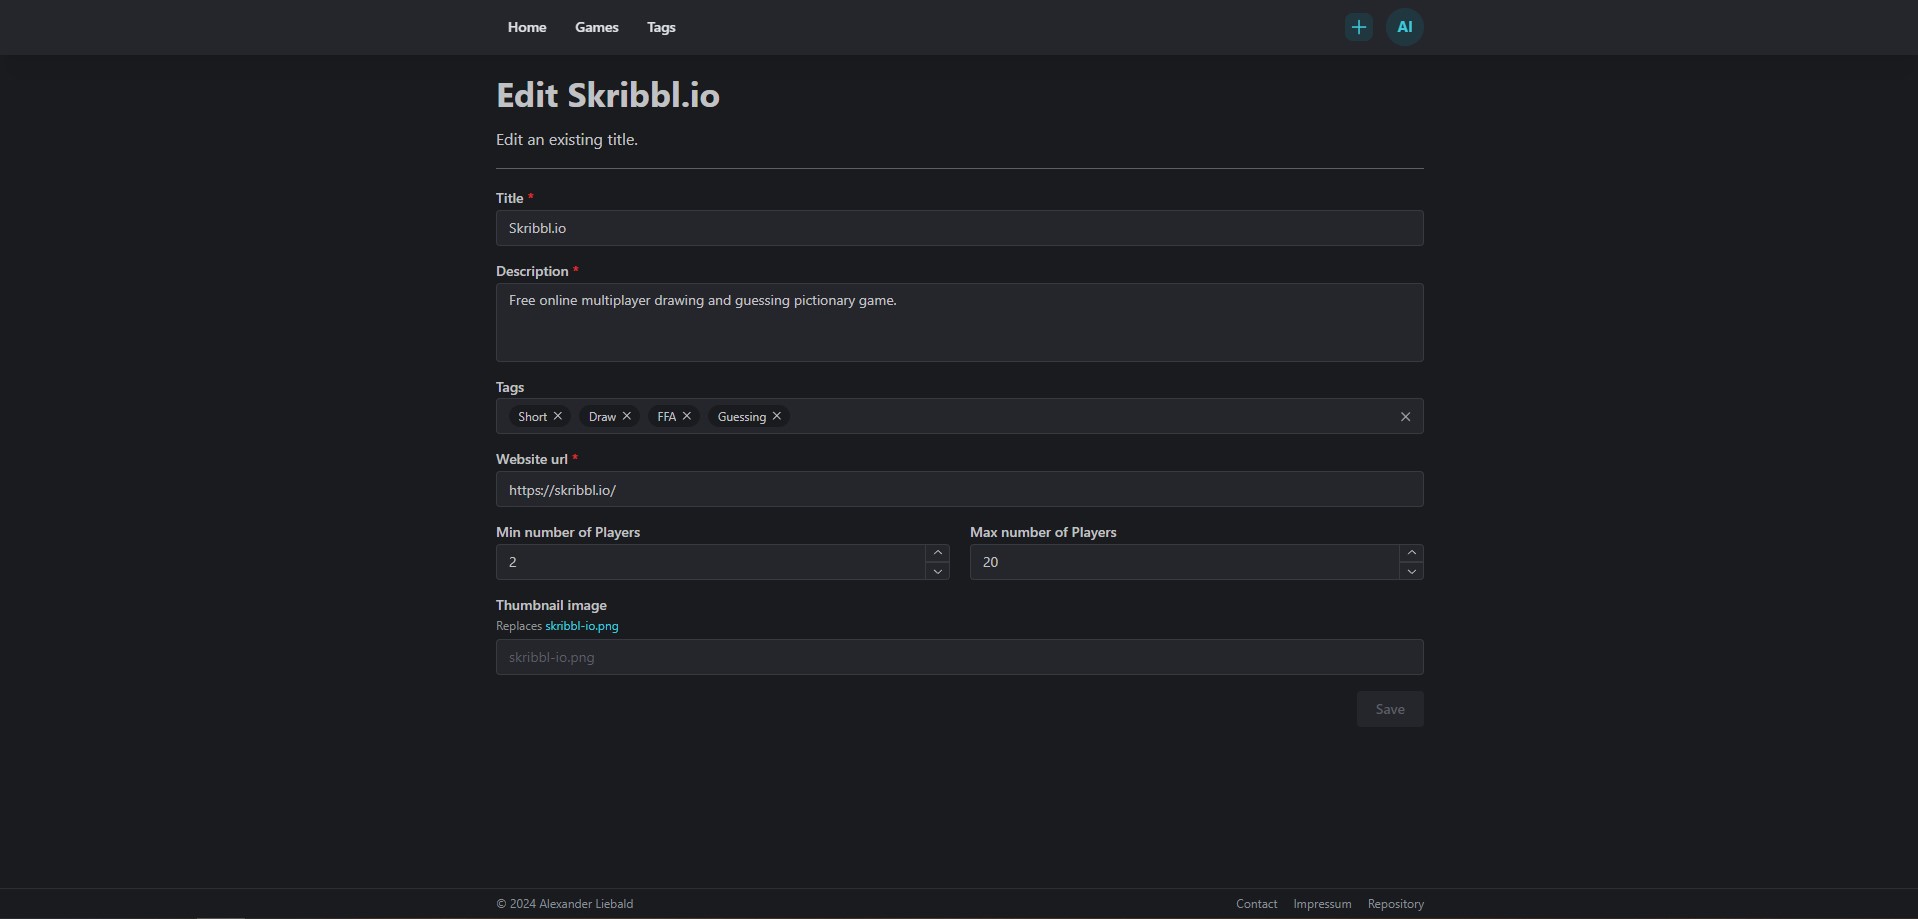 Home Games Tags AI
Edit Skribbl.io
Edit an existing title.
Title *
Skribbl.io
Description *
Free online multiplayer drawing and guessing pictionary game.
Tags
Short Draw FFA Guessing
Website url *
https://skribbl.io/
Min number of Players Max number of Players
2 20
Thumbnail image
Replaces skribbl-io.png
skribbl-io.png
Save
© 2024 Alexander Liebald Contact Impressum Repository